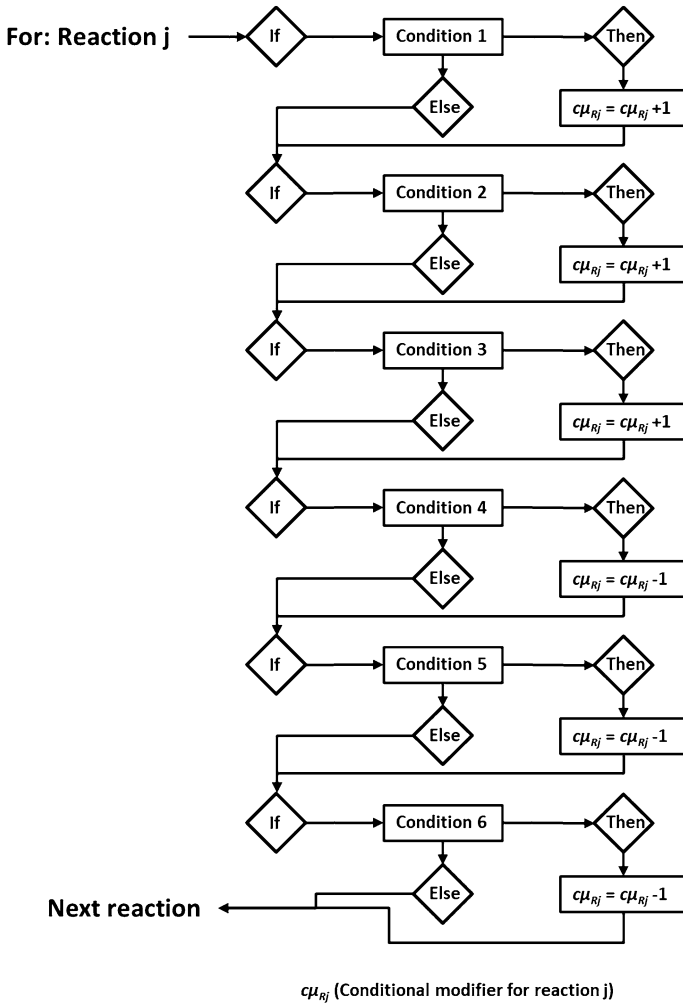 For: Reaction j
If
Condition 1
Then
Else
cμRj = cμRj +1
If
Condition 2
Then
Else
cμRj = cμRj +1
If
Condition 3
Then
Else
cμRj = cμRj +1
If
Condition 4
Then
Else
cμRj = cμRj -1
If
Condition 5
Then
Else
cμRj = cμRj -1
If
Condition 6
Then
Else
cμRj = cμRj -1
Next reaction
cμRj (Conditional modifier for reaction j)